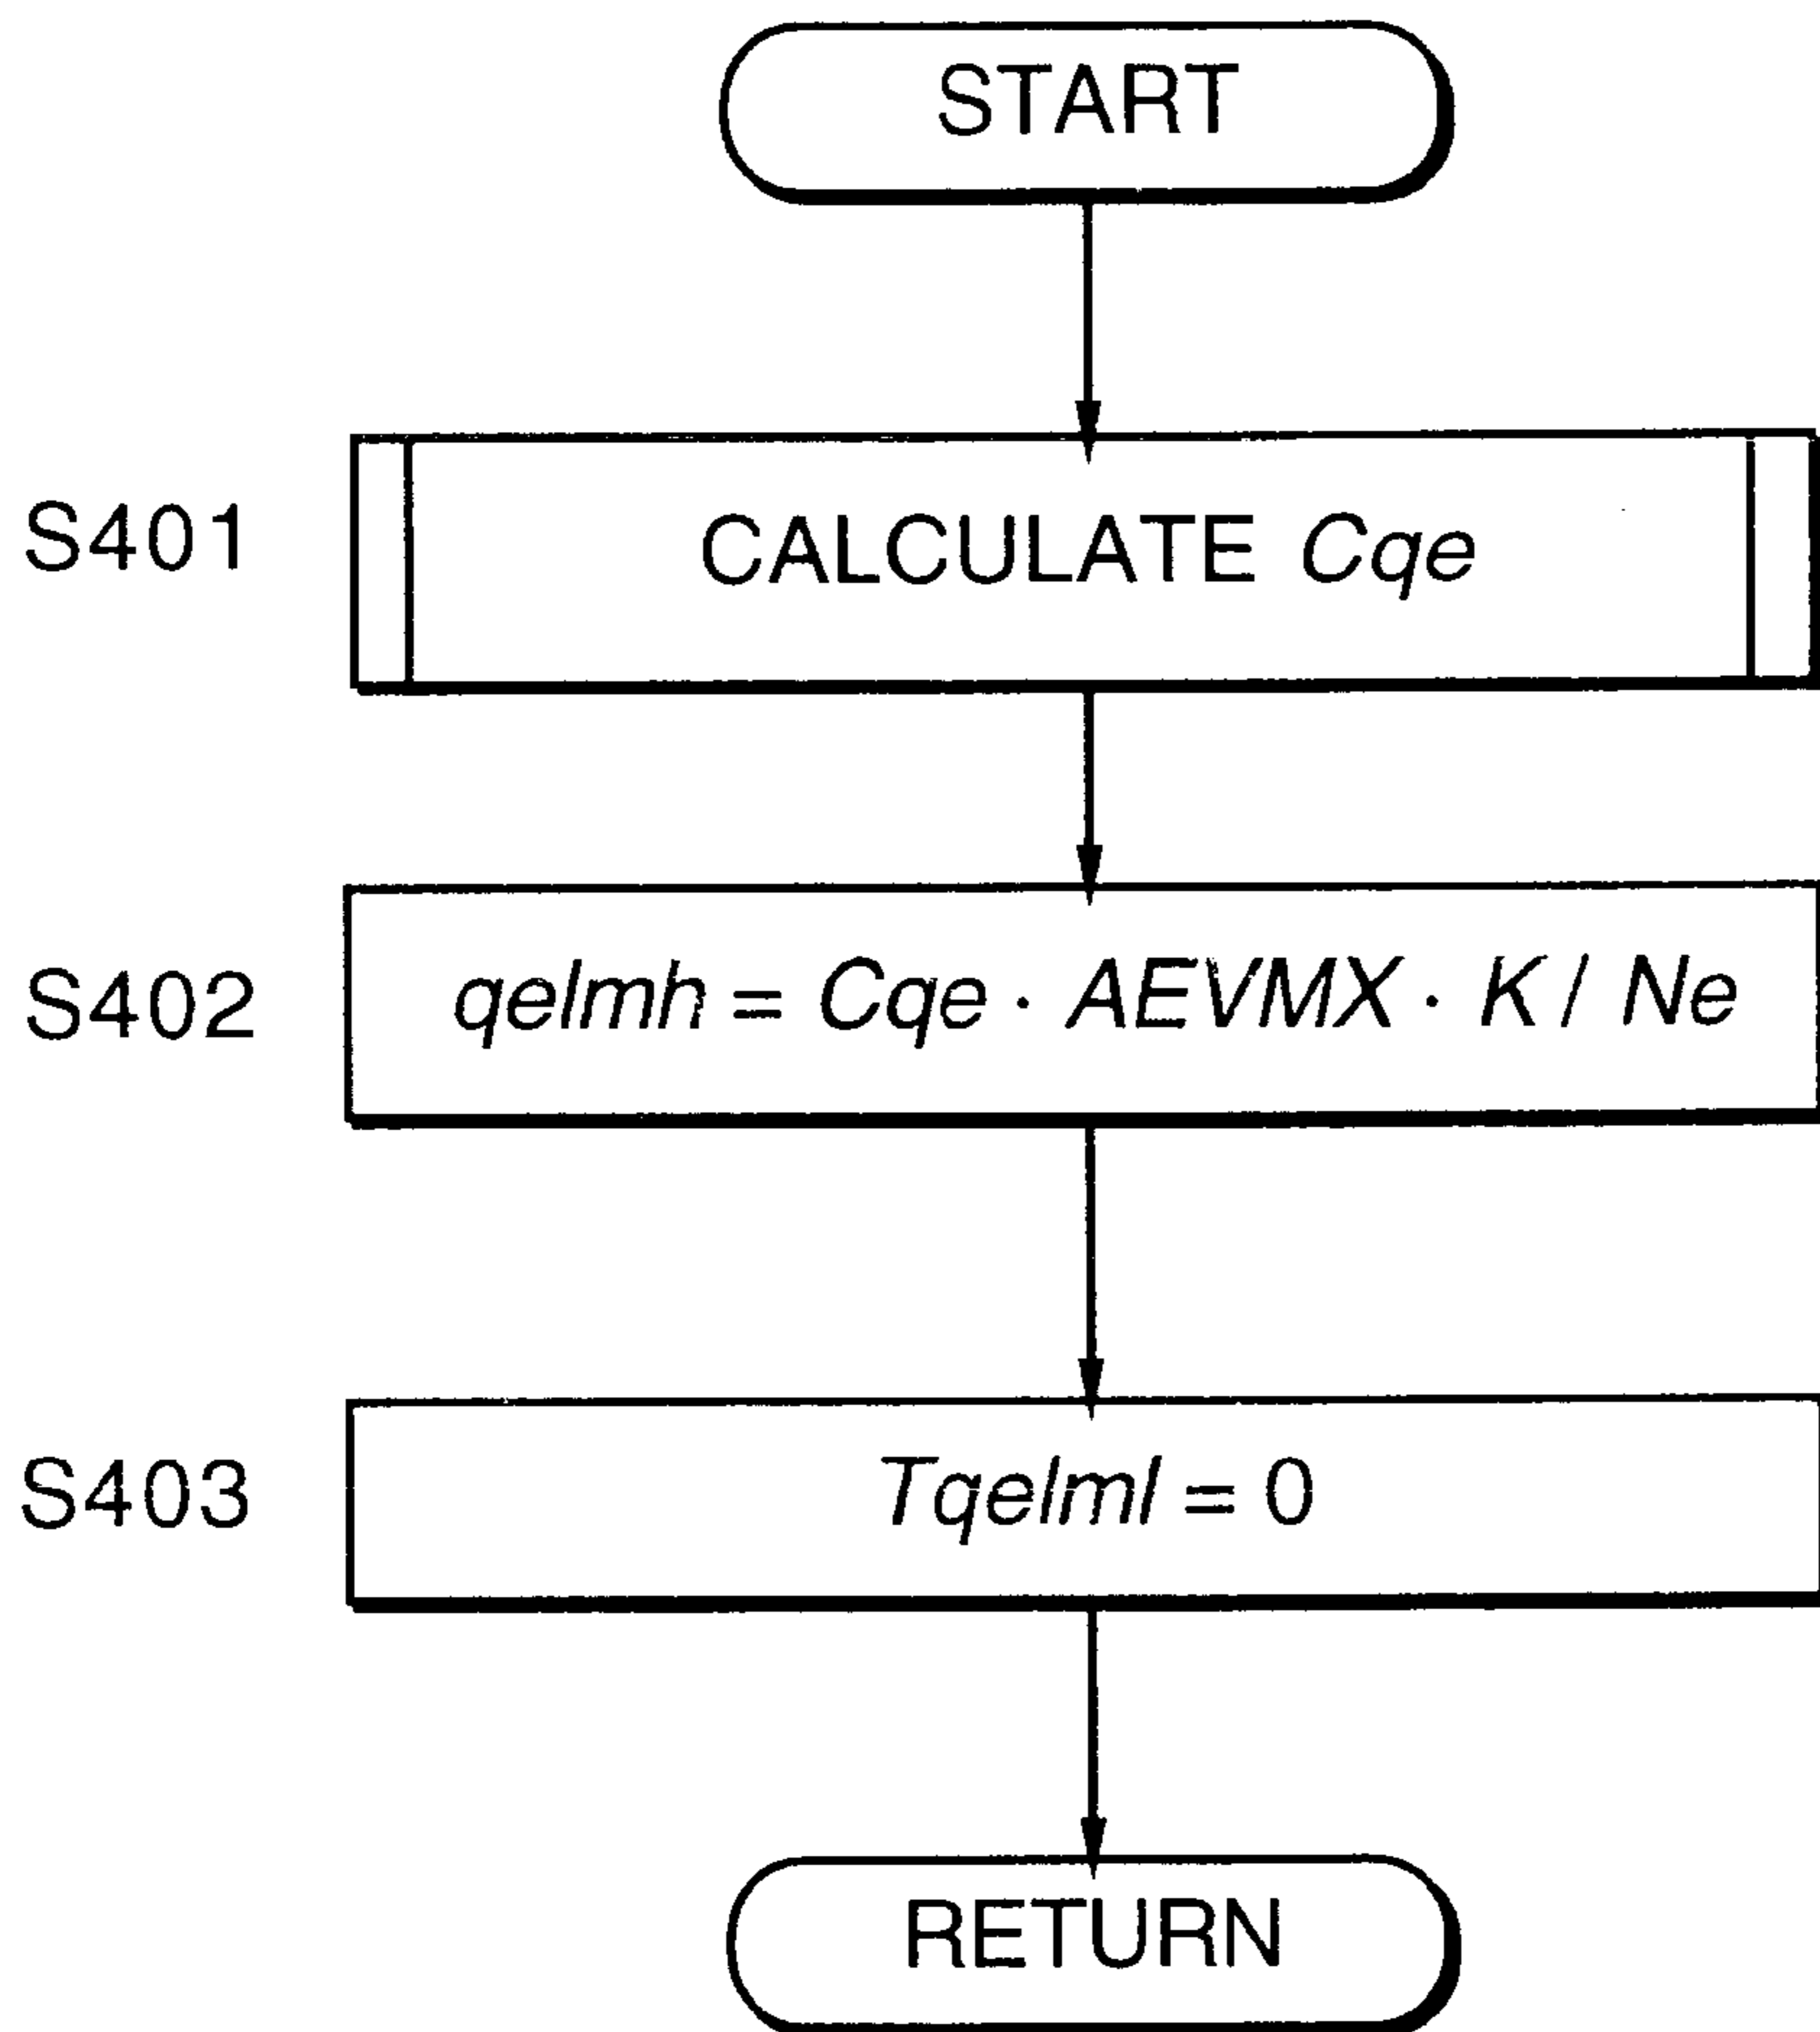 START
S401
CALCULATE Cqe
S402
qelmh = Cqe · AEVMX · K / Ne
S403
Tqelml = 0
RETURN